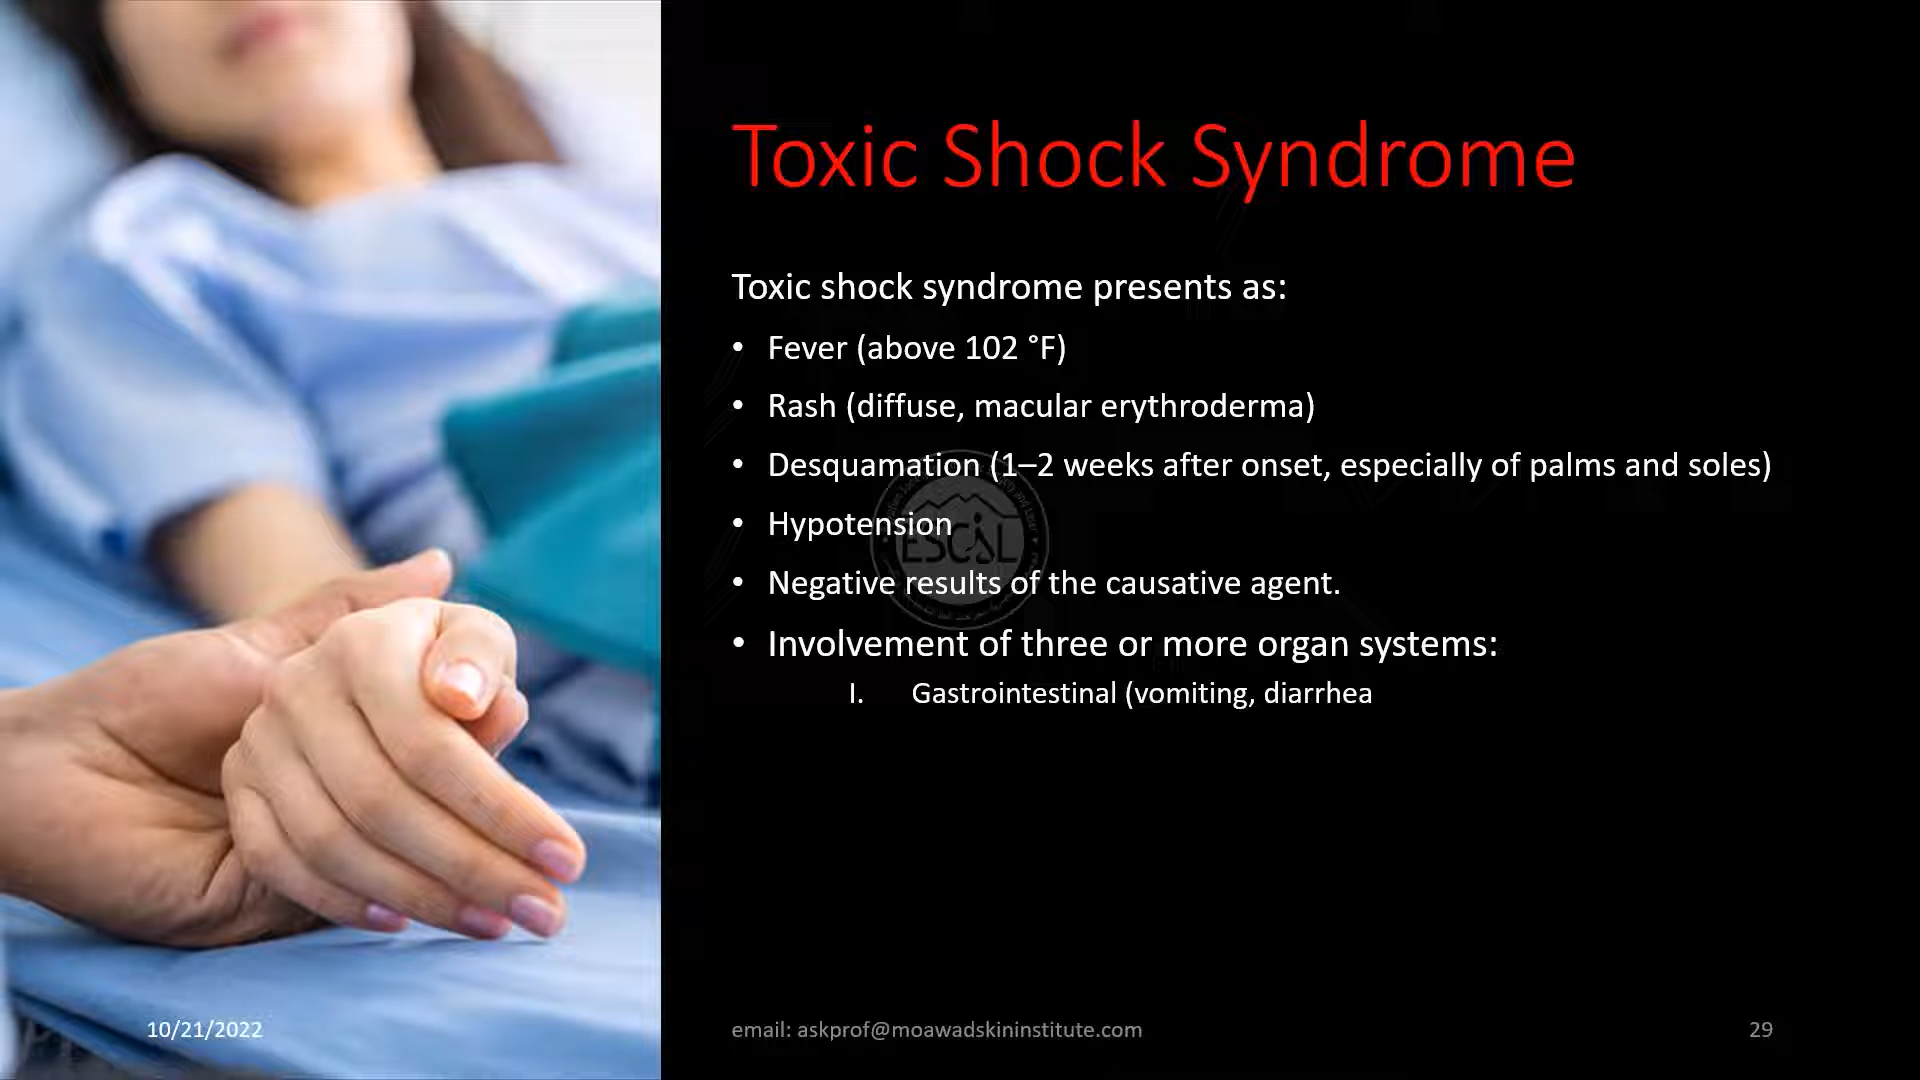 Toxic Shock Syndrome
Toxic shock syndrome presents as:
• Fever (above 102 °F)
• Rash (diffuse, macular erythroderma)
• Desquamation (1–2 weeks after onset, especially of palms and soles)
• Hypotension
• Negative results of the causative agent.
• Involvement of three or more organ systems:
I. Gastrointestinal (vomiting, diarrhea
ESCSL
10/21/2022
email: askprof@moawadskininstitute.com
29